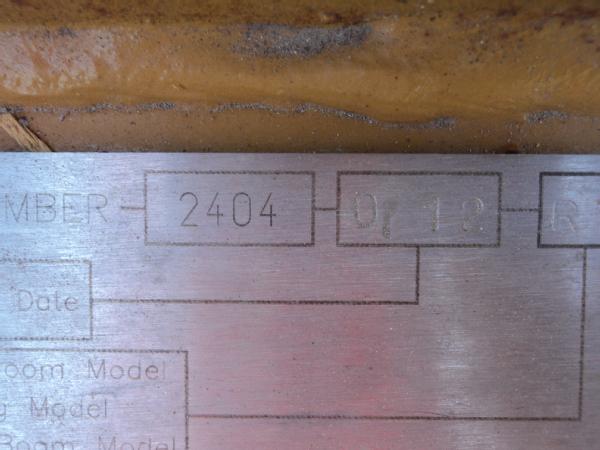 MBER 2404 R
Date
oom Model
Model
Boom Model